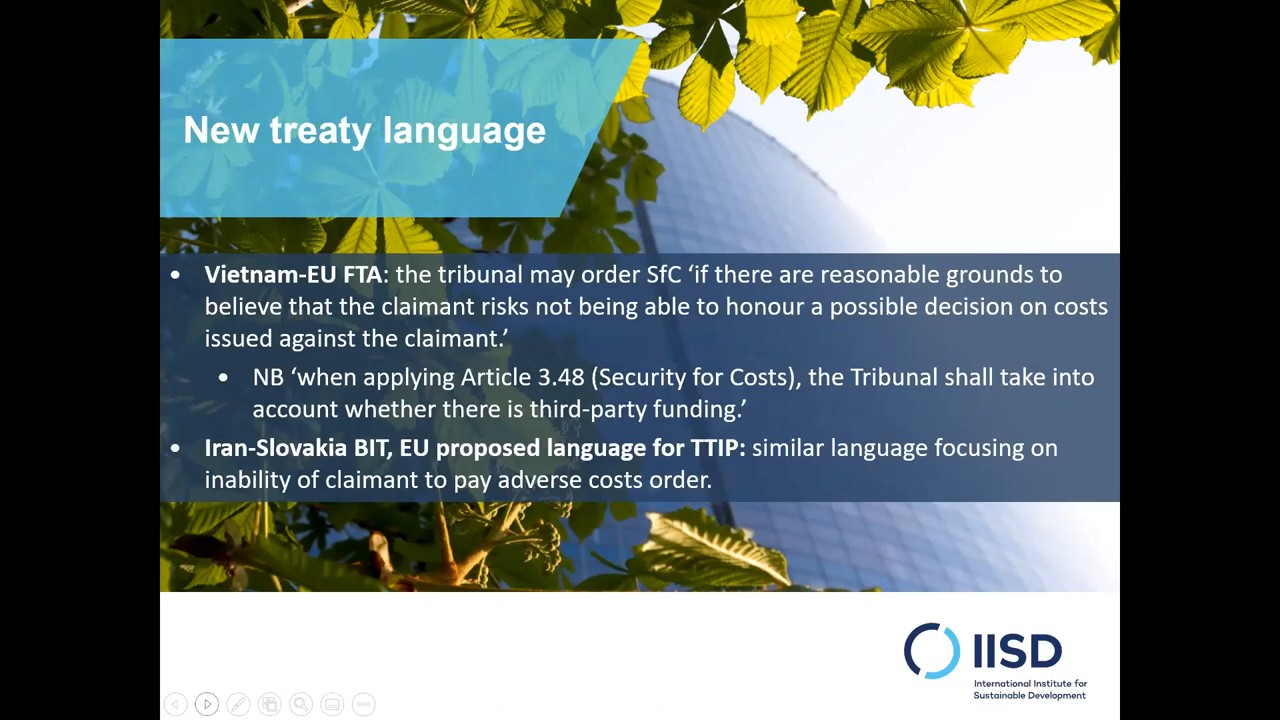 New treaty language
• Vietnam-EU FTA: the tribunal may order SfC ‘if there are reasonable grounds to
believe that the claimant risks not being able to honour a possible decision on costs
issued against the claimant.’
• NB ‘when applying Article 3.48 (Security for Costs), the Tribunal shall take into
account whether there is third-party funding.’
• Iran-Slovakia BIT, EU proposed language for TTIP: similar language focusing on
inability of claimant to pay adverse costs order.
IISD
International Institute for
Sustainable Development